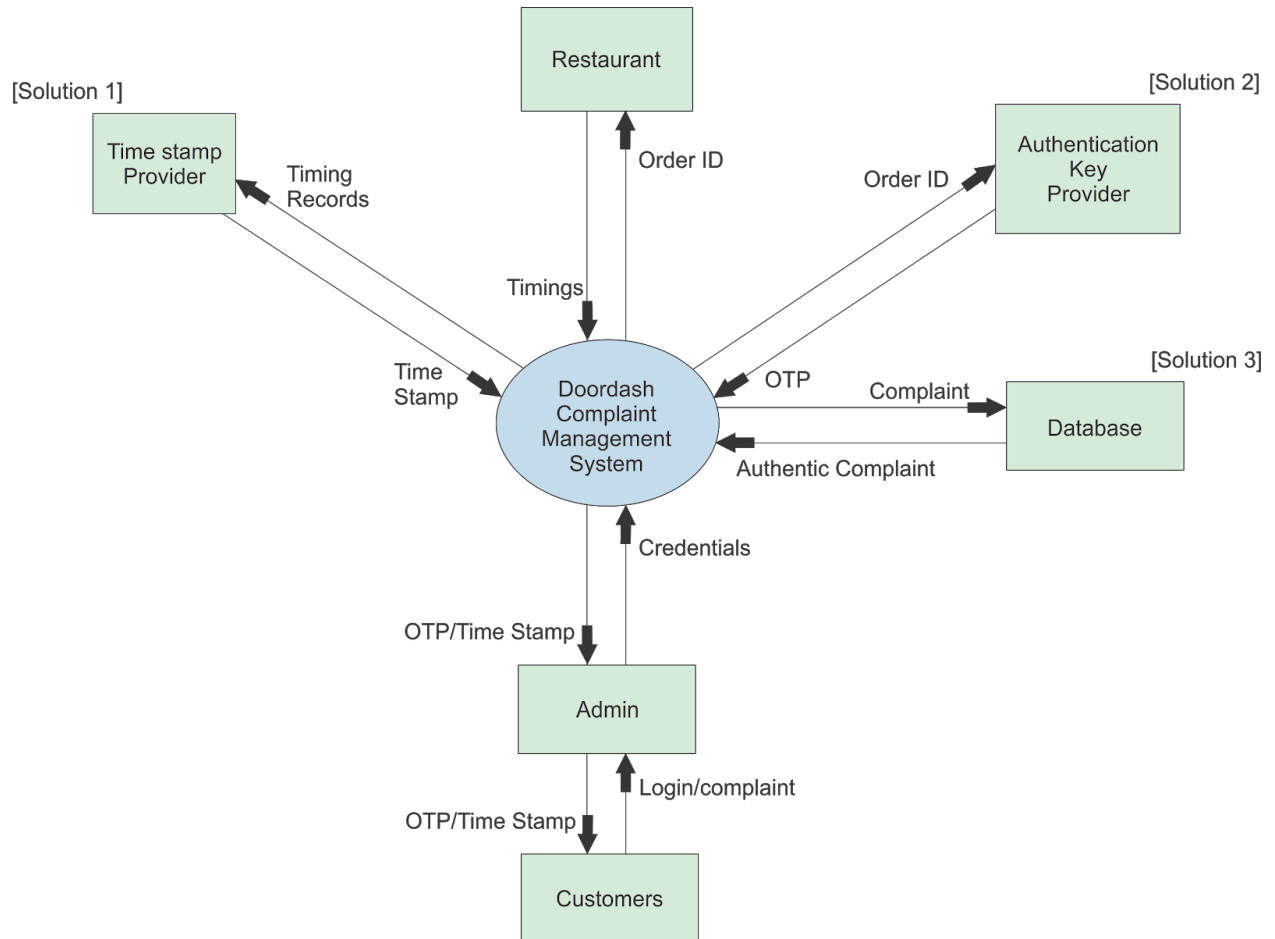 Restaurant
[Solution 1]
[Solution 2]
Time stamp
Provider
Timing
Records
Order ID
Order ID
Authentication
Key
Provider
Timings
Time
Stamp
Doordash
Complaint
Management
System
OTP
[Solution 3]
Complaint
Database
Authentic Complaint
Credentials
OTP/Time Stamp
Admin
Login/complaint
OTP/Time Stamp
Customers